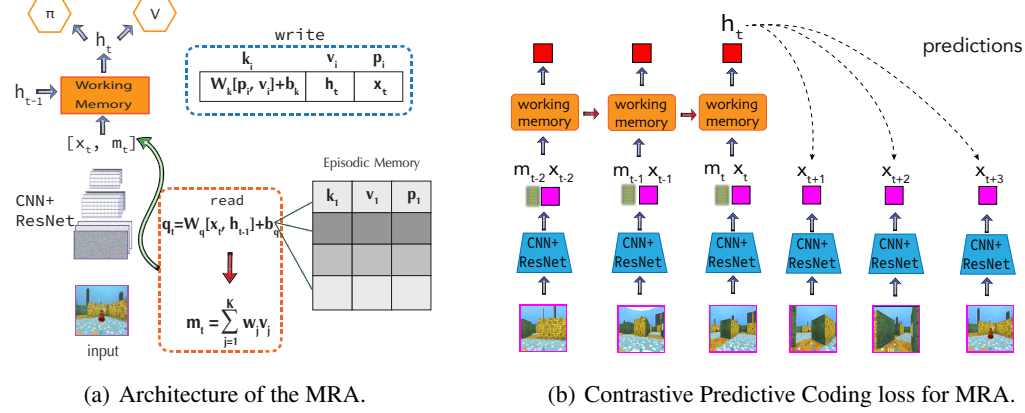 π V
h_t
write
k_i v_i p_i
W_k[p_i, v_i]+b_k h_t x_t
Working
Memory
h_{t-1}
[x_t, m_t]
CNN+
ResNet
read
q_t=W_q[x_t, h_{t-1}]+b_q
m_t = \sum_{j=1}^{K} w_j v_j
Episodic Memory
k_1 v_1 p_1
input
(a) Architecture of the MRA.
h_t
predictions
working
memory
working
memory
working
memory
m_{t-2} x_{t-2}
m_{t-1} x_{t-1}
m_t x_t
x_{t+1}
x_{t+2}
x_{t+3}
CNN+
ResNet
CNN+
ResNet
CNN+
ResNet
CNN+
ResNet
CNN+
ResNet
CNN+
ResNet
(b) Contrastive Predictive Coding loss for MRA.